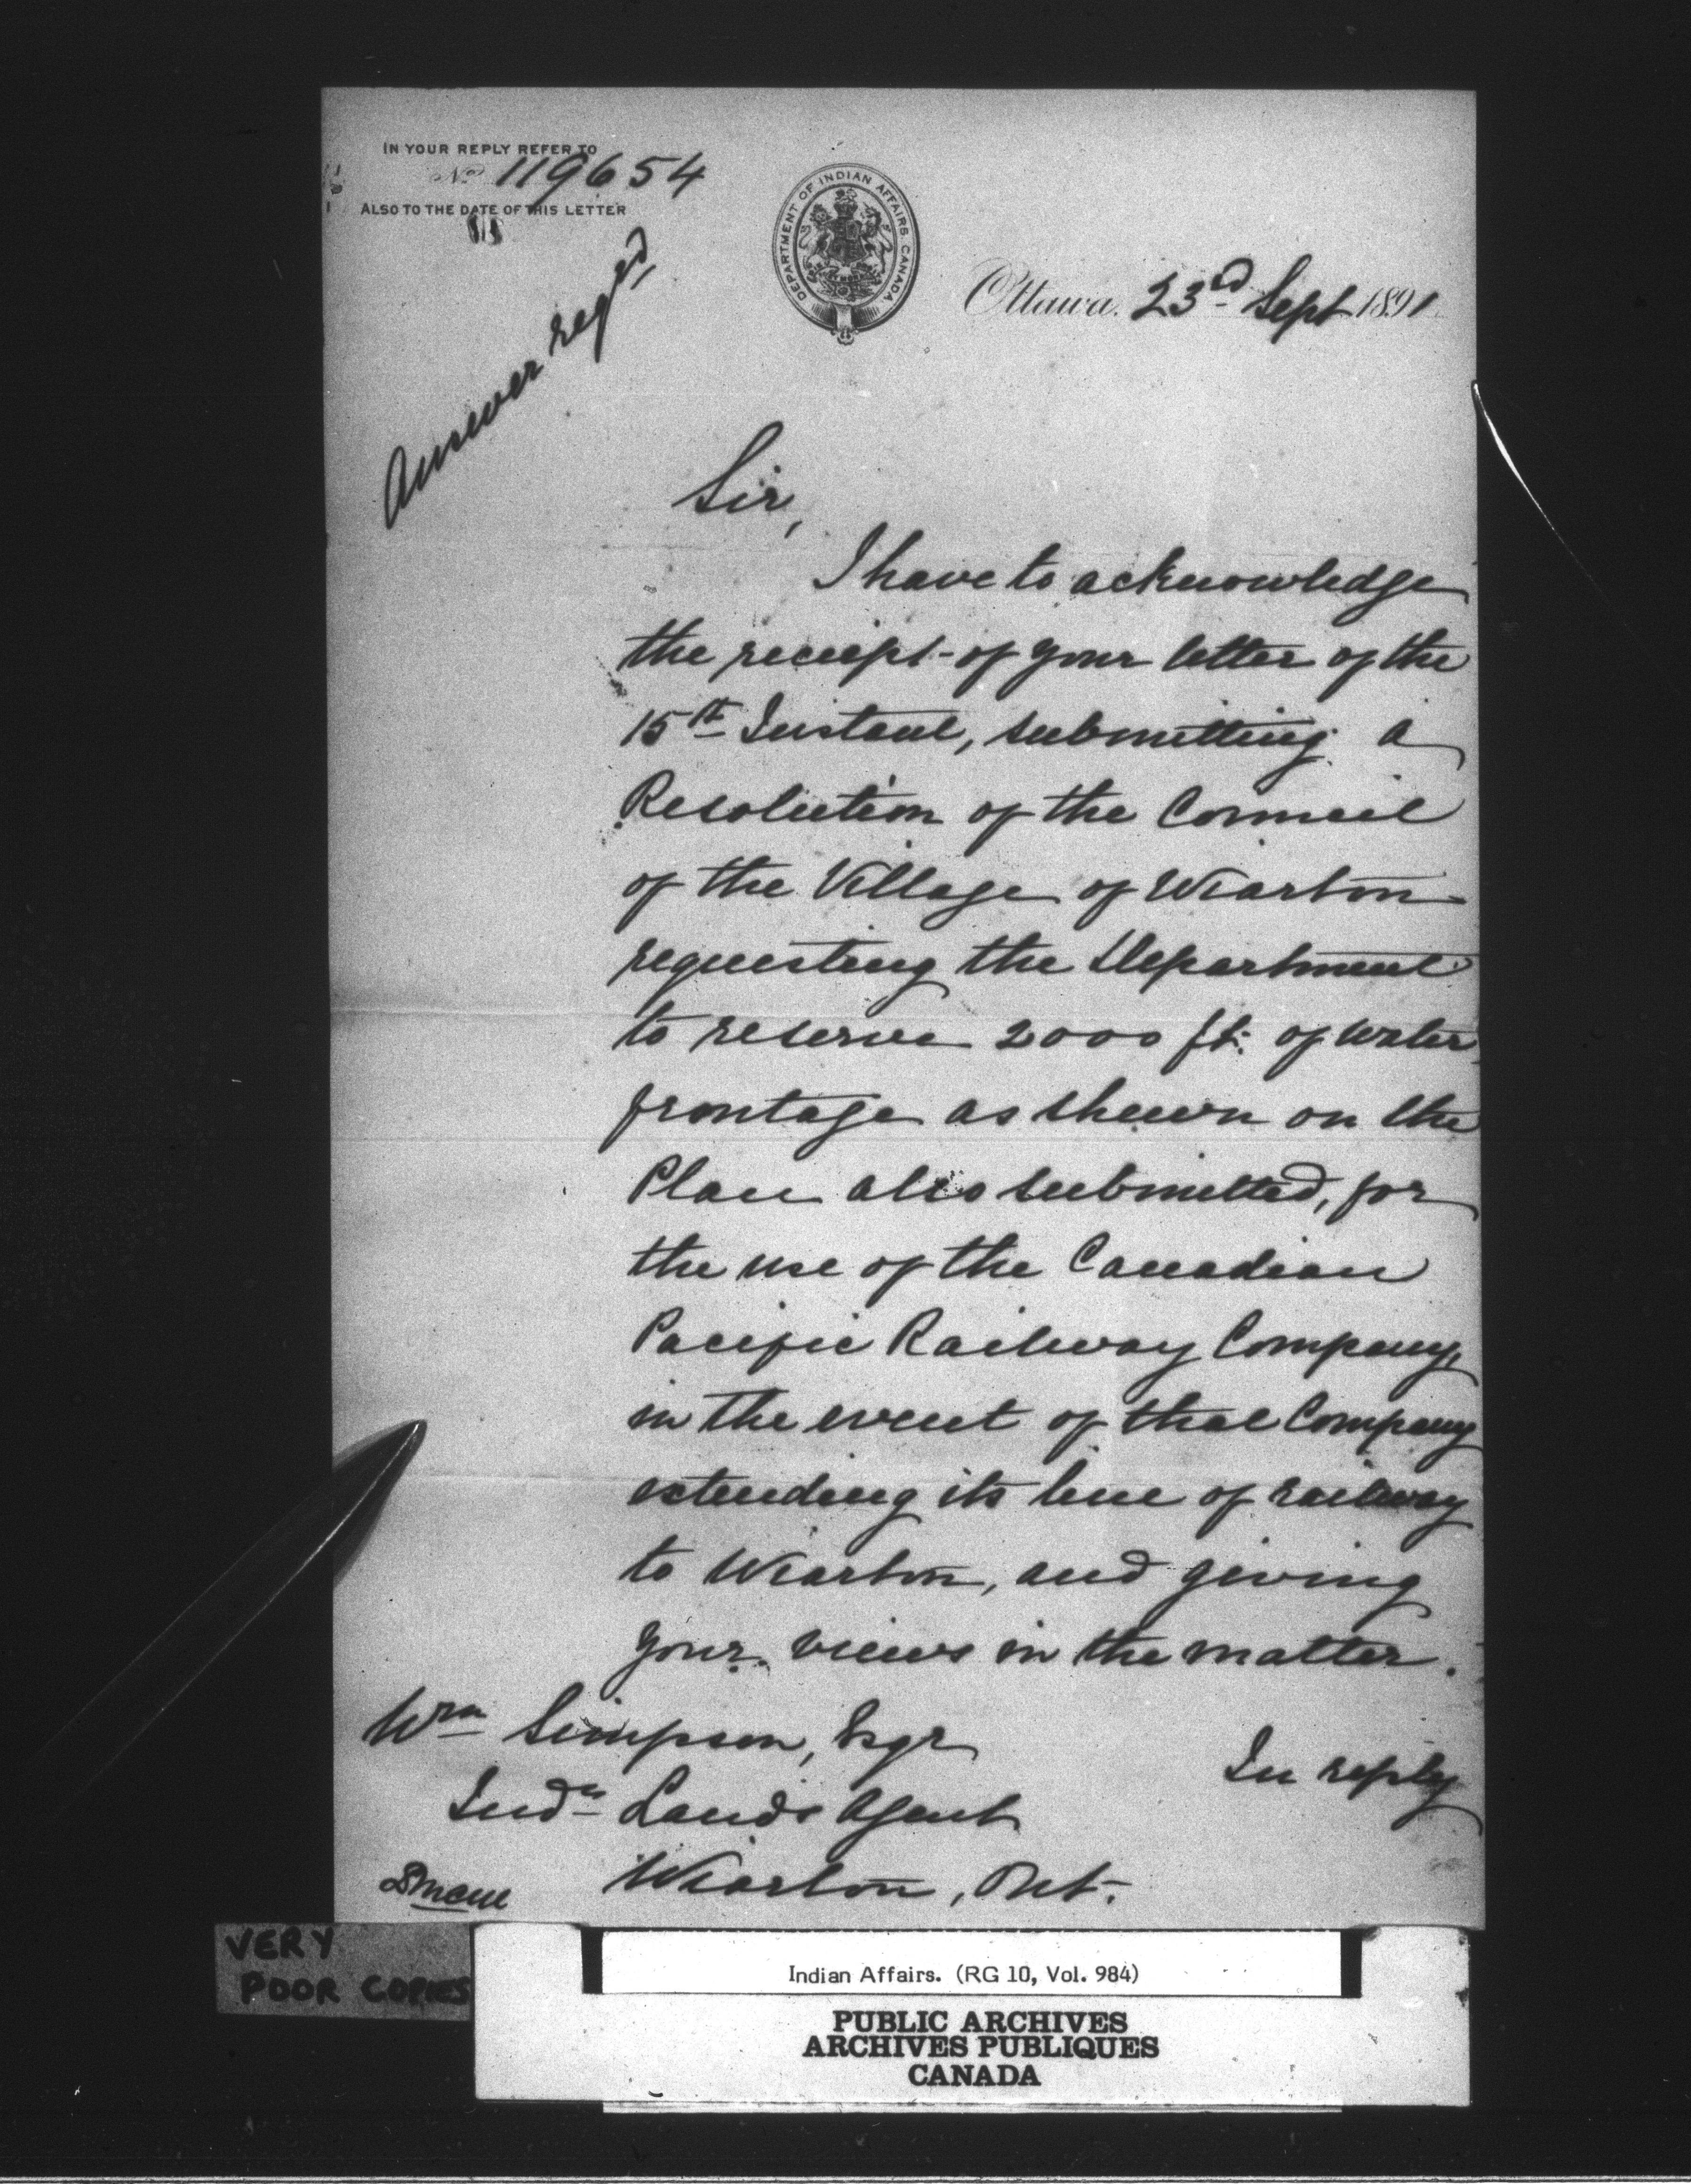 IN YOUR REPLY REFER TO
No 119654
ALSO TO THE DATE OF THIS LETTER
DEPARTMENT OF INDIAN AFFAIRS. CANADA.
Ottawa. 23rd Sept 1891
Answer reqd
Sir,
I have to acknowledge
the receipt of your letter of the
15th Instant, submitting a
Resolution of the Council
of the Village of Wiarton
requesting the Department
to reserve 2000 ft. of water
frontage as shewn on the
Plan also submitted, for
the use of the Canadian
Pacific Railway Company,
in the event of that Company
extending its line of railway
to Wiarton, and giving
your views in the matter.
In reply
Wm Simpson, Esqr
Indn Lands Agent
Wiarton, Ont.
VERY
POOR COPIES
Indian Affairs. (RG 10, Vol. 984)
PUBLIC ARCHIVES
ARCHIVES PUBLIQUES
CANADA